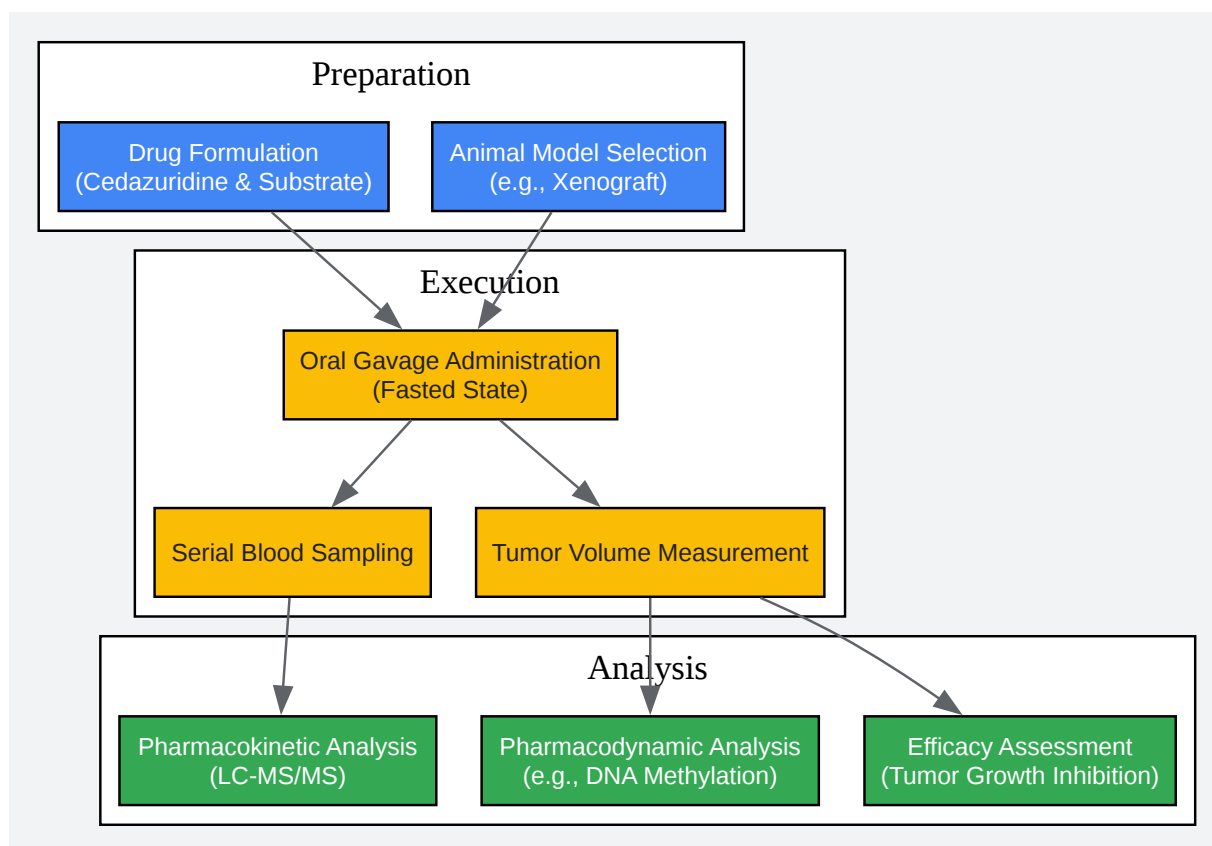 Preparation
Drug Formulation
(Cedazuridine & Substrate)
Animal Model Selection
(e.g., Xenograft)
Execution
Oral Gavage Administration
(Fasted State)
Serial Blood Sampling
Tumor Volume Measurement
Analysis
Pharmacokinetic Analysis
(LC-MS/MS)
Pharmacodynamic Analysis
(e.g., DNA Methylation)
Efficacy Assessment
(Tumor Growth Inhibition)